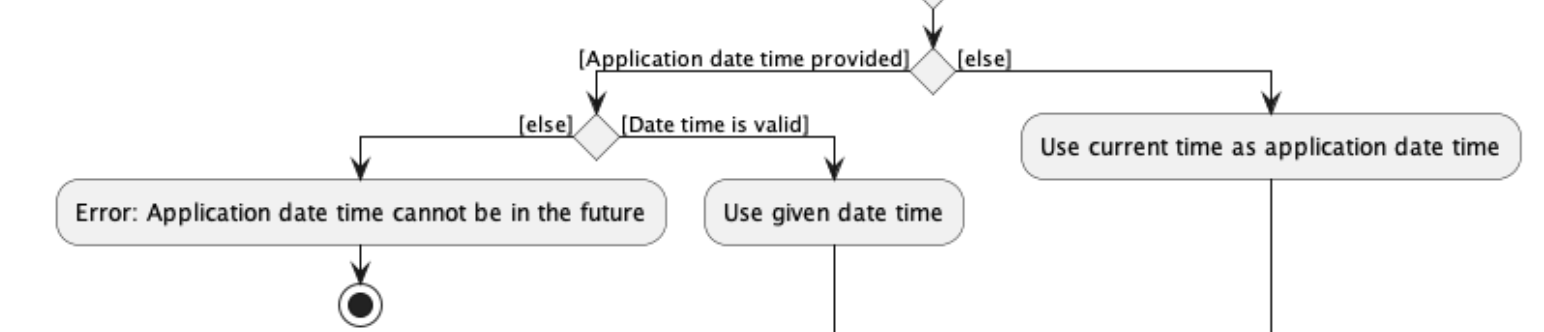 [Application date time provided]
[else]
[else]
[Date time is valid]
Use current time as application date time
Error: Application date time cannot be in the future
Use given date time